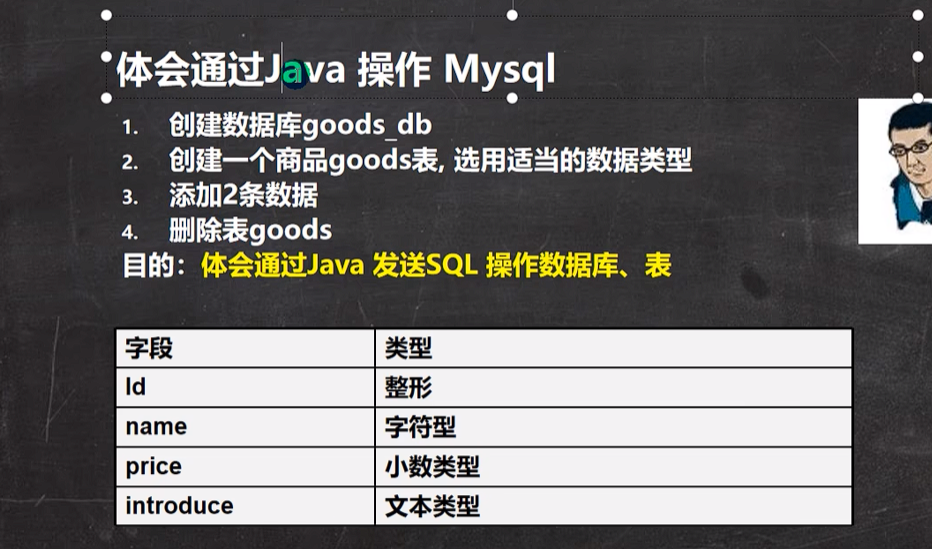 体会通过Java 操作 Mysql
1. 创建数据库goods_db
2. 创建一个商品goods表, 选用适当的数据类型
3. 添加2条数据
4. 删除表goods
目的：体会通过Java 发送SQL 操作数据库、表
字段 类型
Id 整形
name 字符型
price 小数类型
introduce 文本类型